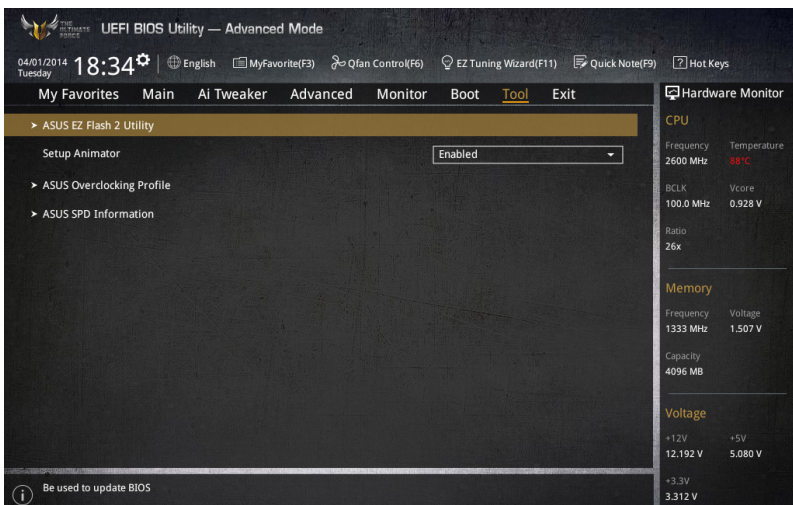 THE ULTIMATE FORCE
UEFI BIOS Utility — Advanced Mode
04/01/2014 Tuesday 18:34 English MyFavorite(F3) Qfan Control(F6) EZ Tuning Wizard(F11) Quick Note(F9) ? Hot Keys
My Favorites Main Ai Tweaker Advanced Monitor Boot Tool Exit
Hardware Monitor
> ASUS EZ Flash 2 Utility
Setup Animator Enabled
> ASUS Overclocking Profile
> ASUS SPD Information
CPU
Frequency Temperature
2600 MHz 38°C
BCLK Vcore
100.0 MHz 0.928 V
Ratio
26x
Memory
Frequency Voltage
1333 MHz 1.507 V
Capacity
4096 MB
Voltage
+12V +5V
12.192 V 5.080 V
+3.3V
3.312 V
i Be used to update BIOS